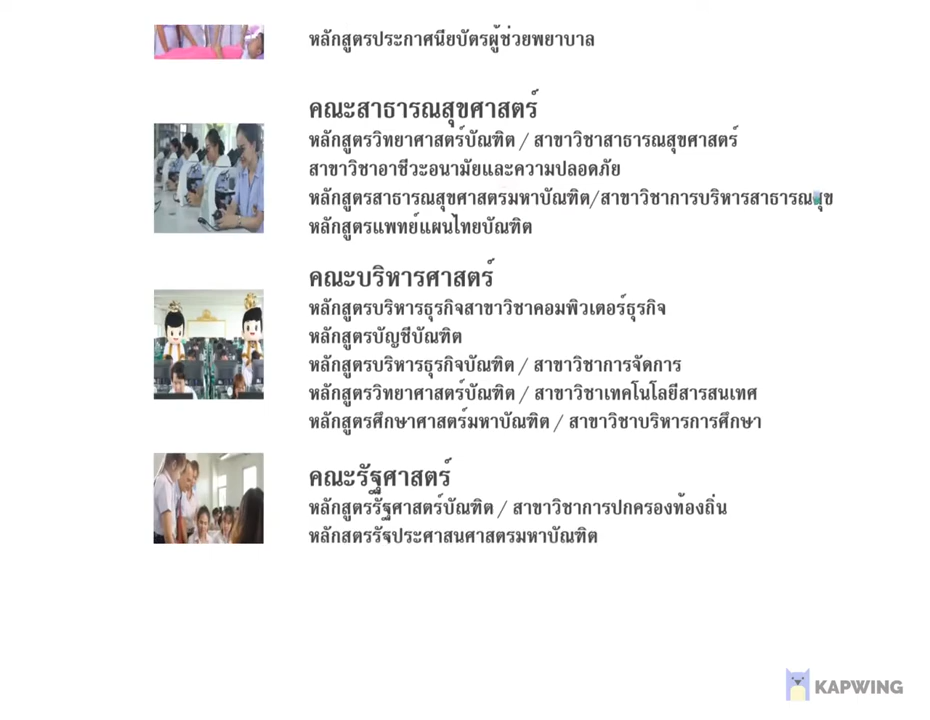 หลักสูตรประกาศนียบัตรผู้ช่วยพยาบาล
คณะสาธารณสุขศาสตร์
หลักสูตรวิทยาศาสตร์บัณฑิต / สาขาวิชาสาธารณสุขศาสตร์
สาขาวิชาอาชีวะอนามัยและความปลอดภัย
หลักสูตรสาธารณสุขศาสตรมหาบัณฑิต/สาขาวิชาการบริหารสาธารณสุข
หลักสูตรแพทย์แผนไทยบัณฑิต
คณะบริหารศาสตร์
หลักสูตรบริหารธุรกิจสาขาวิชาคอมพิวเตอร์ธุรกิจ
หลักสูตรบัญชีบัณฑิต
หลักสูตรบริหารธุรกิจบัณฑิต / สาขาวิชาการจัดการ
หลักสูตรวิทยาศาสตร์บัณฑิต / สาขาวิชาเทคโนโลยีสารสนเทศ
หลักสูตรศึกษาศาสตร์มหาบัณฑิต / สาขาวิชาบริหารการศึกษา
คณะรัฐศาสตร์
หลักสูตรรัฐศาสตร์บัณฑิต / สาขาวิชาการปกครองท้องถิ่น
หลักสูตรรัฐประศาสนศาสตรมหาบัณฑิต
KAPWING